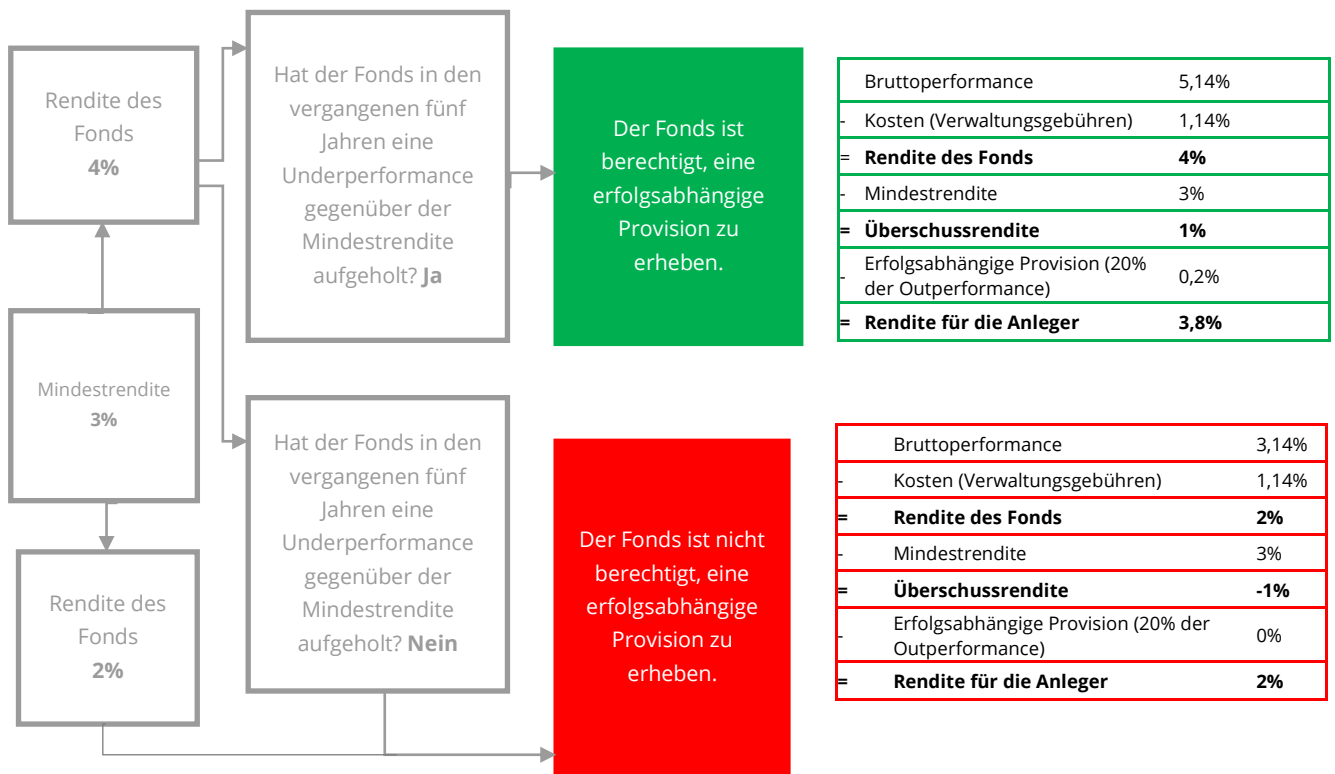 Rendite des
Fonds
4%
Hat der Fonds in den
vergangenen fünf
Jahren eine
Underperformance
gegenüber der
Mindestrendite
aufgeholt? Ja
Der Fonds ist
berechtigt, eine
erfolgsabhängige
Provision zu
erheben.
Bruttoperformance 5,14%
- Kosten (Verwaltungsgebühren) 1,14%
= Rendite des Fonds 4%
- Mindestrendite 3%
= Überschussrendite 1%
- Erfolgsabhängige Provision (20%
der Outperformance) 0,2%
= Rendite für die Anleger 3,8%
Mindestrendite
3%
Rendite des
Fonds
2%
Hat der Fonds in den
vergangenen fünf
Jahren eine
Underperformance
gegenüber der
Mindestrendite
aufgeholt? Nein
Der Fonds ist nicht
berechtigt, eine
erfolgsabhängige
Provision zu
erheben.
Bruttoperformance 3,14%
- Kosten (Verwaltungsgebühren) 1,14%
= Rendite des Fonds 2%
- Mindestrendite 3%
= Überschussrendite -1%
- Erfolgsabhängige Provision (20% der
Outperformance) 0%
= Rendite für die Anleger 2%